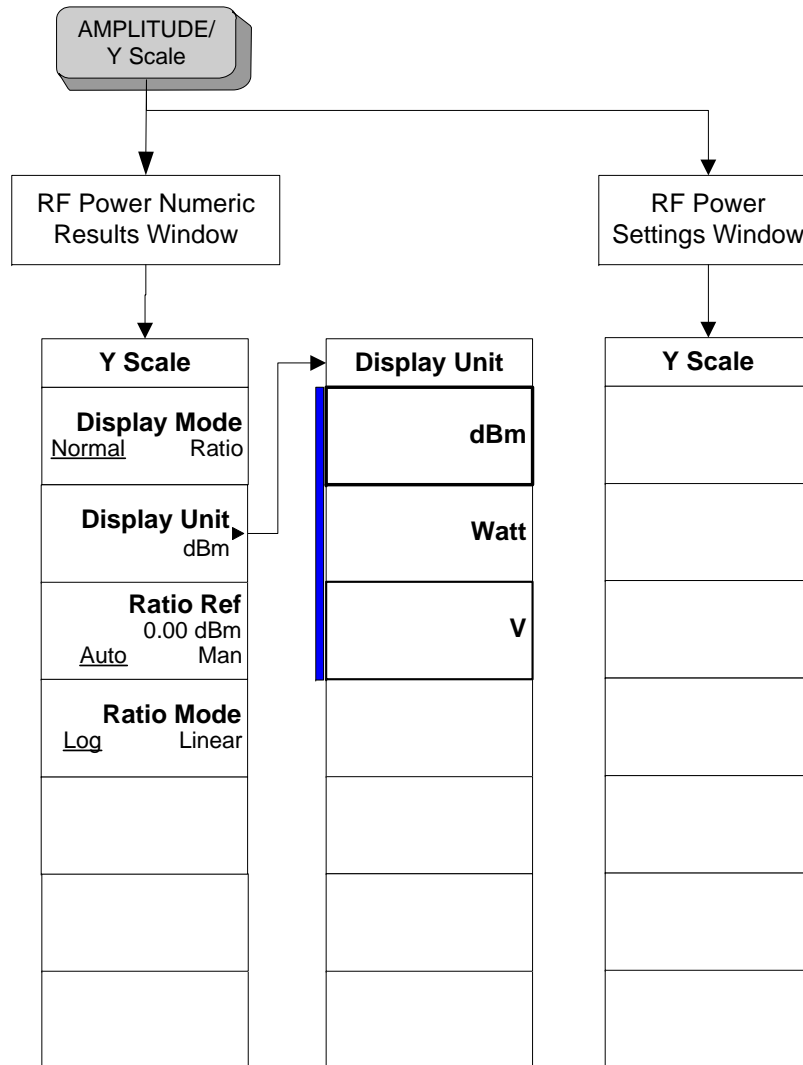 AMPLITUDE/
Y Scale
RF Power Numeric
Results Window
RF Power
Settings Window
Y Scale
Display Mode
Normal Ratio
Display Unit
dBm
Ratio Ref
0.00 dBm
Auto Man
Ratio Mode
Log Linear
Display Unit
dBm
Watt
V
Y Scale